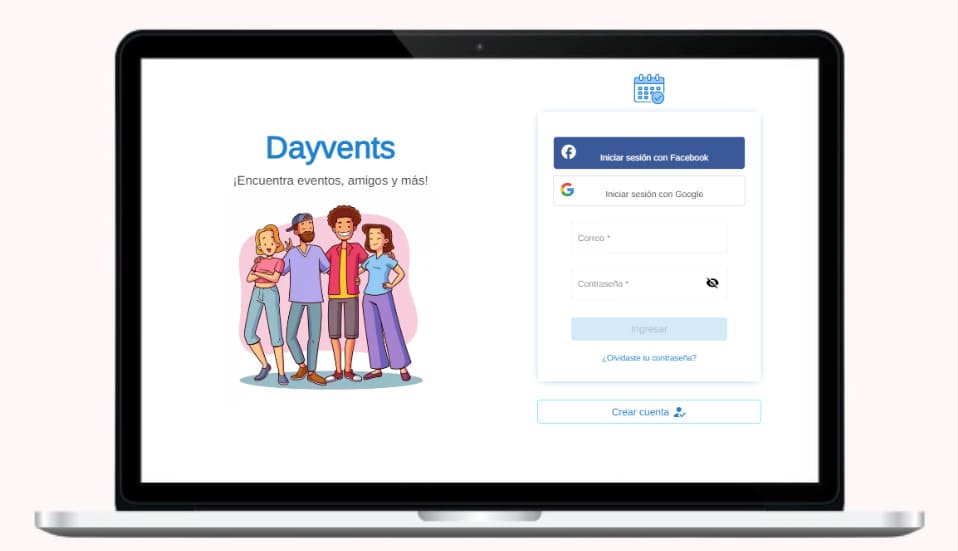 Dayvents
¡Encuentra eventos, amigos y más!
Iniciar sesión con Facebook
Iniciar sesión con Google
Correo *
Contraseña *
Ingresar
¿Olvidaste tu contraseña?
Crear cuenta